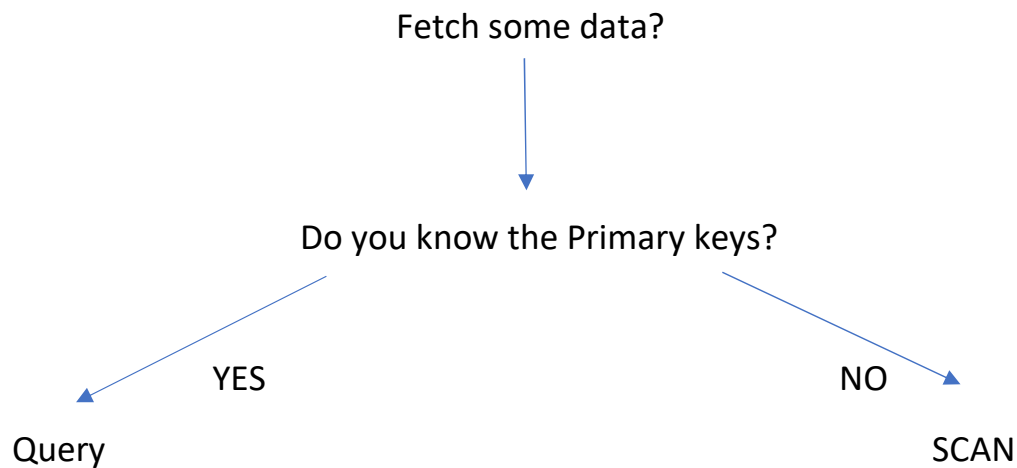 Fetch some data?
Do you know the Primary keys?
YES
NO
Query
SCAN